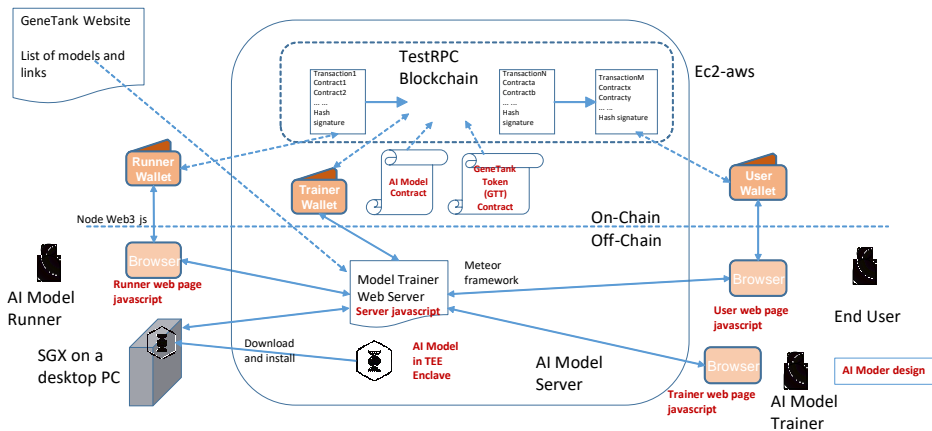 GeneTank Website
List of models and
links
TestRPC
Blockchain
Ec2-aws
Transaction1
Contract1
Contract2
... ...
Hash
signature
TransactionN
Contracta
Contractb
... ...
Hash
signature
TransactionM
Contractx
Contracty
... ...
Hash signature
Runner
Wallet
Trainer
Wallet
AI Model
Contract
GeneTank
Token
(GTT)
Contract
User
Wallet
Node Web3 js
On-Chain
Off-Chain
Browser
Runner web page
javascript
AI Model
Runner
Model Trainer
Web Server
Server javascript
Meteor
framework
Browser
User web page
javascript
End User
SGX on a
desktop PC
Download
and install
AI Model
in TEE
Enclave
AI Model
Server
Browser
Trainer web page
javascript
AI Model
Trainer
AI Moder design